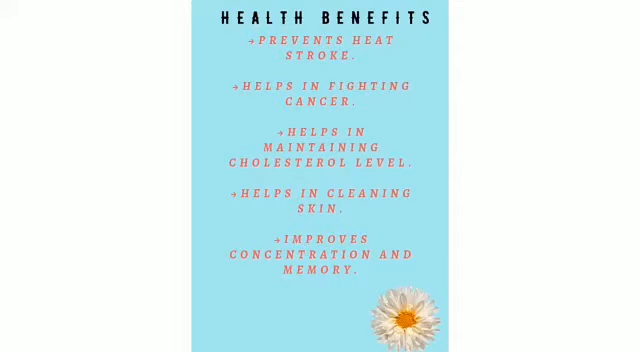 HEALTH BENEFITS
→PREVENTS HEAT
STROKE.
→HELPS IN FIGHTING
CANCER.
→HELPS IN
MAINTAINING
CHOLESTEROL LEVEL.
→HELPS IN CLEANING
SKIN.
→IMPROVES
CONCENTRATION AND
MEMORY.